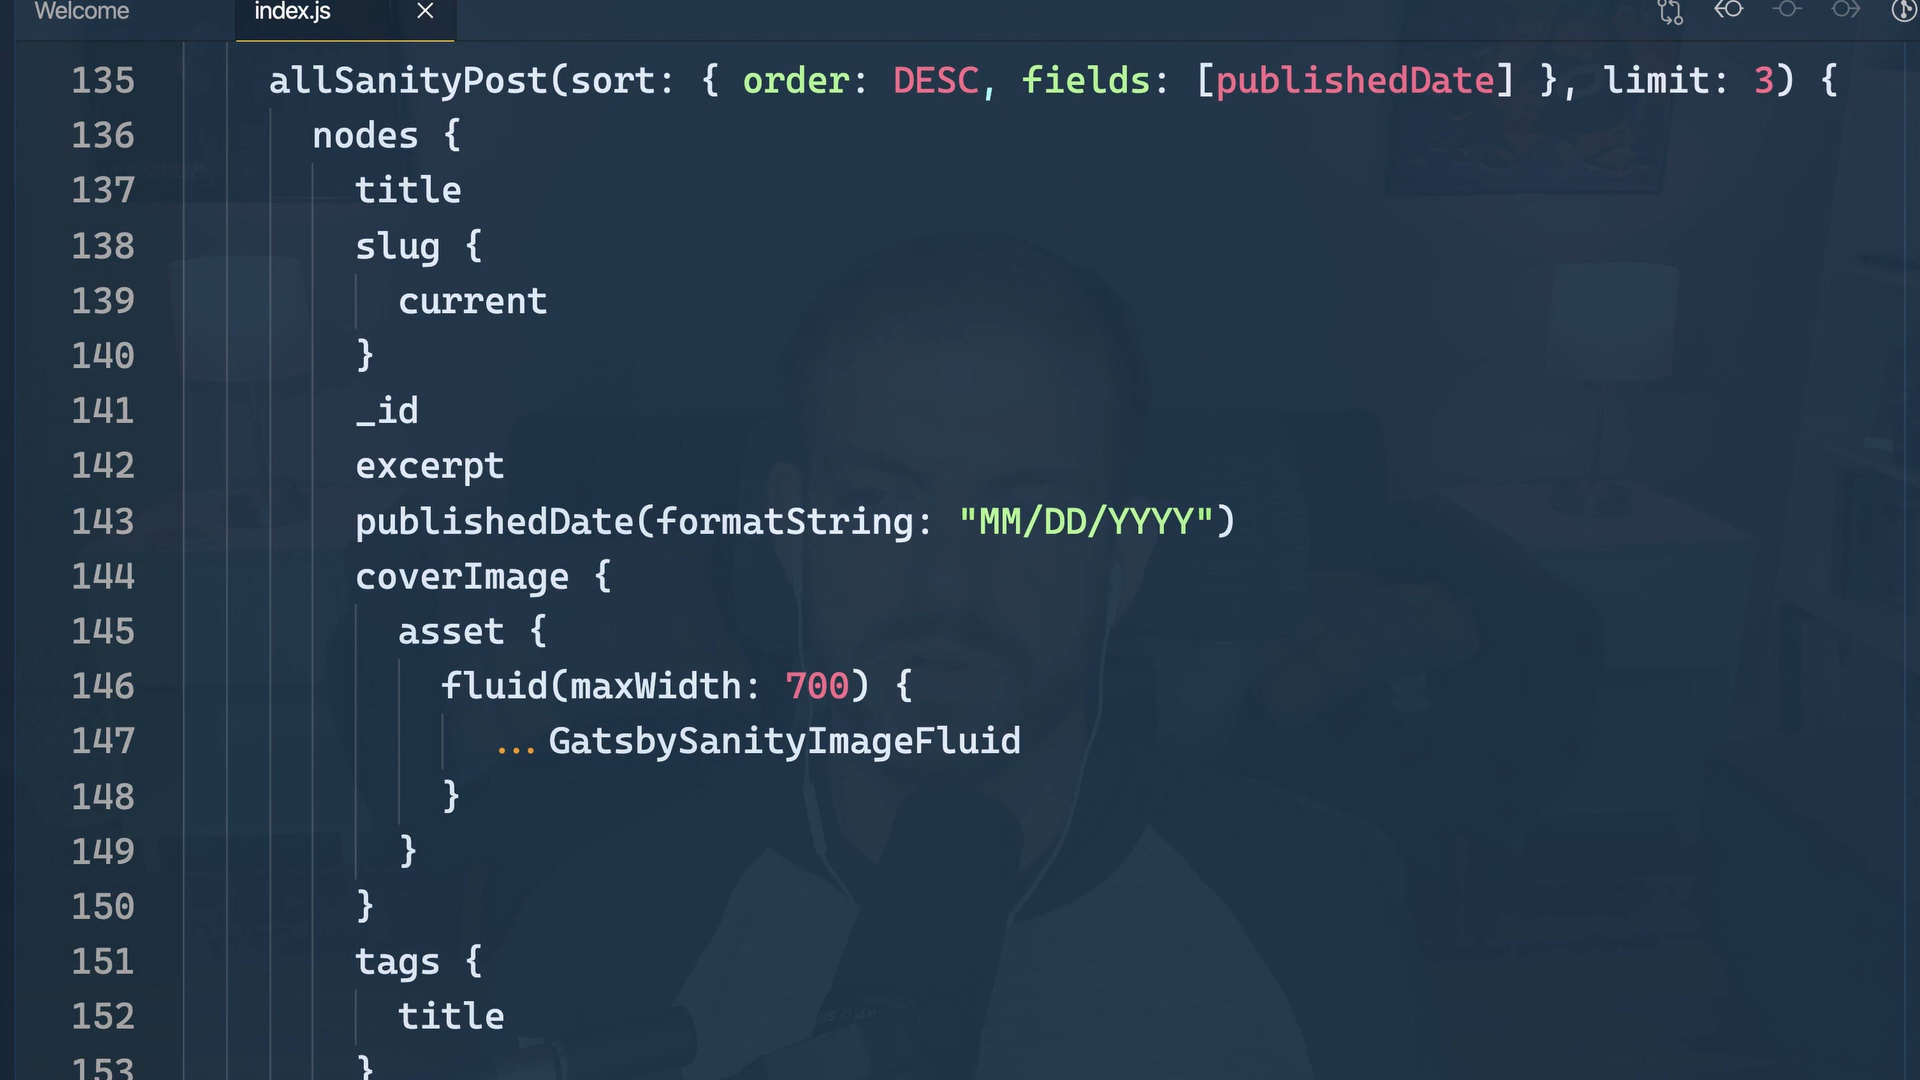 Welcome index.js
135 allSanityPost(sort: { order: DESC, fields: [publishedDate] }, limit: 3) {
136 nodes {
137 title
138 slug {
139 current
140 }
141 _id
142 excerpt
143 publishedDate(formatString: "MM/DD/YYYY")
144 coverImage {
145 asset {
146 fluid(maxWidth: 700) {
147 ...GatsbySanityImageFluid
148 }
149 }
150 }
151 tags {
152 title
153 }